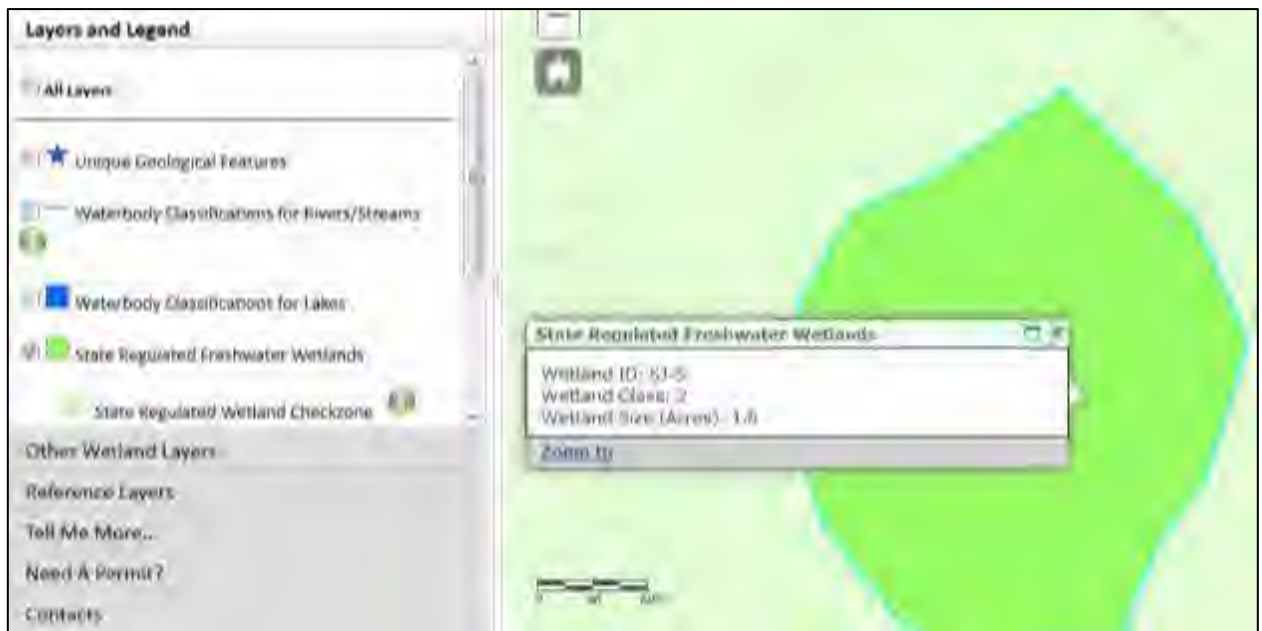 Layers and Legend
All Layers
Unique Geological Features
Waterbody Classifications for Rivers/Streams
Waterbody Classifications for Lakes
State Regulated Freshwater Wetlands
State Regulated Wetland Checkzone
Other Wetland Layers
Reference Layers
Tell Me More...
Need A Permit?
Contacts
State Regulated Freshwater Wetlands
Wetland ID:
Wetland Class: 2
Wetland Size (Acres):
Zoom to